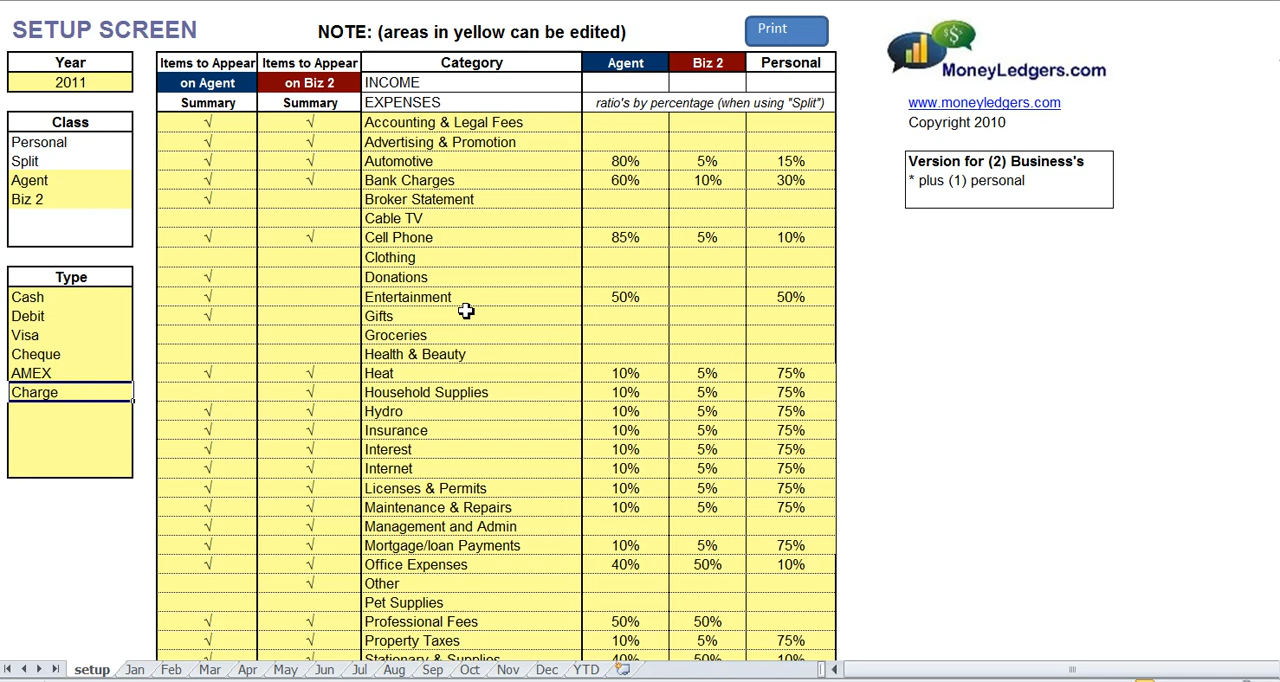 SETUP SCREEN
NOTE: (areas in yellow can be edited)
Print
Year
2011
Class
Personal
Split
Agent
Biz 2
Type
Cash
Debit
Visa
Cheque
AMEX
Charge
Items to Appear Items to Appear Category Agent Biz 2 Personal
on Agent on Biz 2 INCOME
Summary Summary EXPENSES ratio's by percentage (when using "Split")
√ √ Accounting & Legal Fees
√ √ Advertising & Promotion
√ √ Automotive 80% 5% 15%
√ √ Bank Charges 60% 10% 30%
√ Broker Statement
Cable TV
√ √ Cell Phone 85% 5% 10%
Clothing
√ Donations
√ Entertainment 50% 50%
√ Gifts
Groceries
Health & Beauty
√ √ Heat 10% 5% 75%
√ Household Supplies 10% 5% 75%
√ √ Hydro 10% 5% 75%
√ √ Insurance 10% 5% 75%
√ √ Interest 10% 5% 75%
√ √ Internet 10% 5% 75%
√ √ Licenses & Permits 10% 5% 75%
√ √ Maintenance & Repairs 10% 5% 75%
√ √ Management and Admin
√ √ Mortgage/loan Payments 10% 5% 75%
√ √ Office Expenses 40% 50% 10%
√ Other
Pet Supplies
√ √ Professional Fees 50% 50%
√ √ Property Taxes 10% 5% 75%
√ √ Stationary & Supplies 40% 50% 10%
MoneyLedgers.com
www.moneyledgers.com
Copyright 2010
Version for (2) Business's
* plus (1) personal
setup Jan Feb Mar Apr May Jun Jul Aug Sep Oct Nov Dec YTD